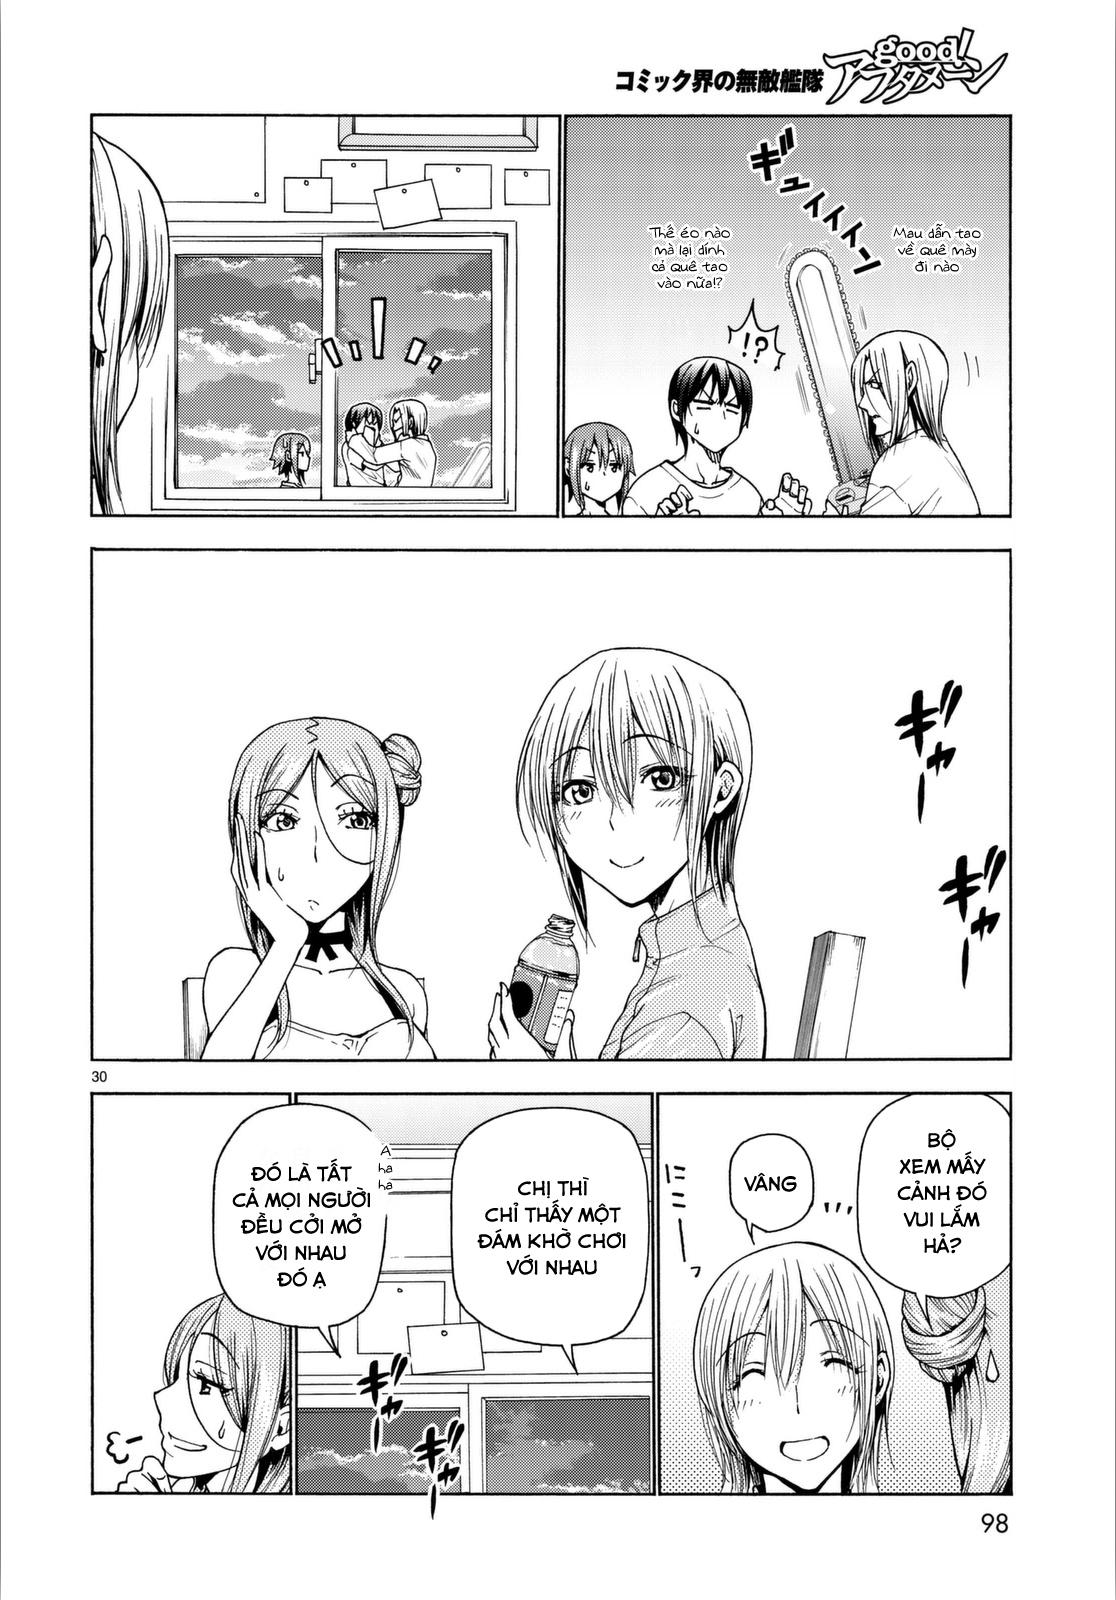 good!
アフタヌーン
コミック界の無敵艦隊
ギュイイイン
Mau dẫn tao
về quê mày
đi nào
Thế éo nào
mà lại dính
cả quê tao
vào nữa!?
!?
ギャー
ギャー
30
BỘ
XEM MẤY
CẢNH ĐÓ
VUI LẮM
HẢ?
VÂNG
ニコニコ
CHỊ THÌ
CHỈ THẤY MỘT
ĐÁM KHỜ CHƠI
VỚI NHAU
A
ha
ha
ĐÓ LÀ TẤT
CẢ MỌI NGƯỜI
ĐỀU CỞI MỞ
VỚI NHAU
ĐÓ Ạ
ギャー
ギャー
98